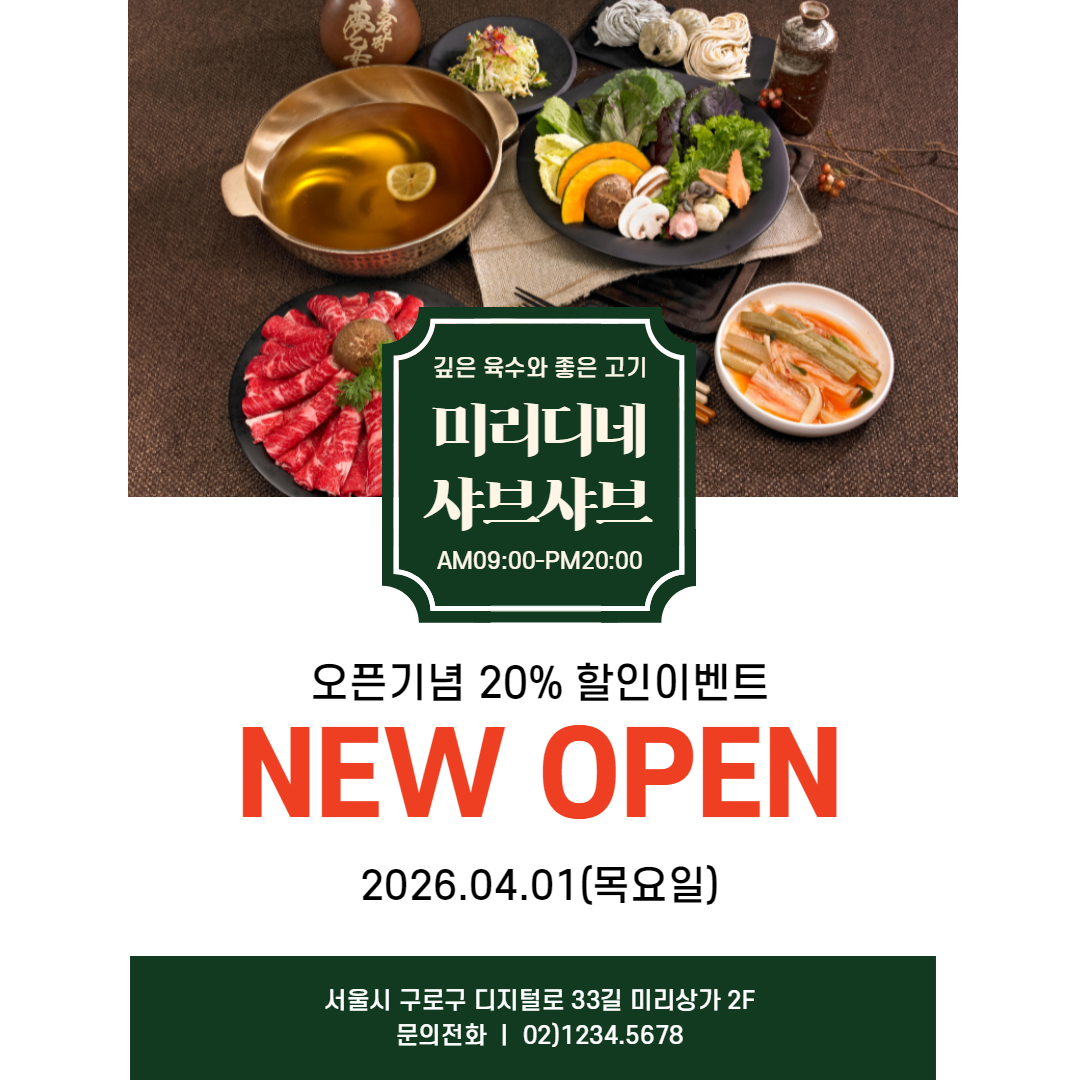 깊은 육수와 좋은 고기
미리디네
샤브샤브
AM09:00-PM20:00
오픈기념 20% 할인이벤트
NEW OPEN
2026.04.01(목요일)
서울시 구로구 디지털로 33길 미리상가 2F
문의전화 ㅣ 02)1234.5678